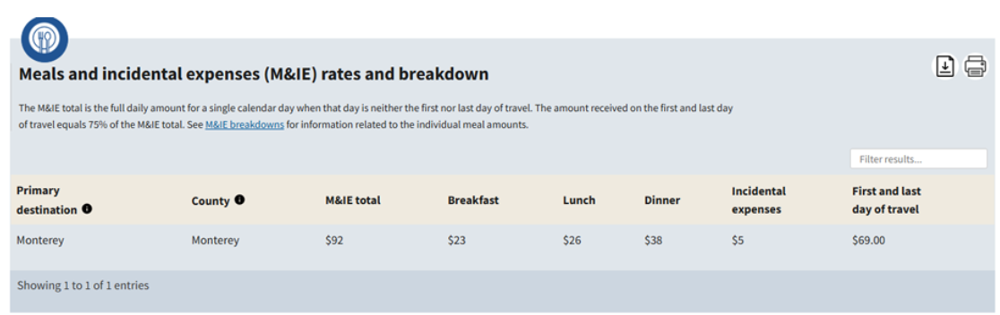 Meals and incidental expenses (M&IE) rates and breakdown
The M&IE total is the full daily amount for a single calendar day when that day is neither the first nor last day of travel. The amount received on the first and last day
of travel equals 75% of the M&IE total. See M&IE breakdowns for information related to the individual meal amounts.
Filter results...
Primary destination County M&IE total Breakfast Lunch Dinner Incidental expenses First and last day of travel
Monterey Monterey $92 $23 $26 $38 $5 $69.00
Showing 1 to 1 of 1 entries